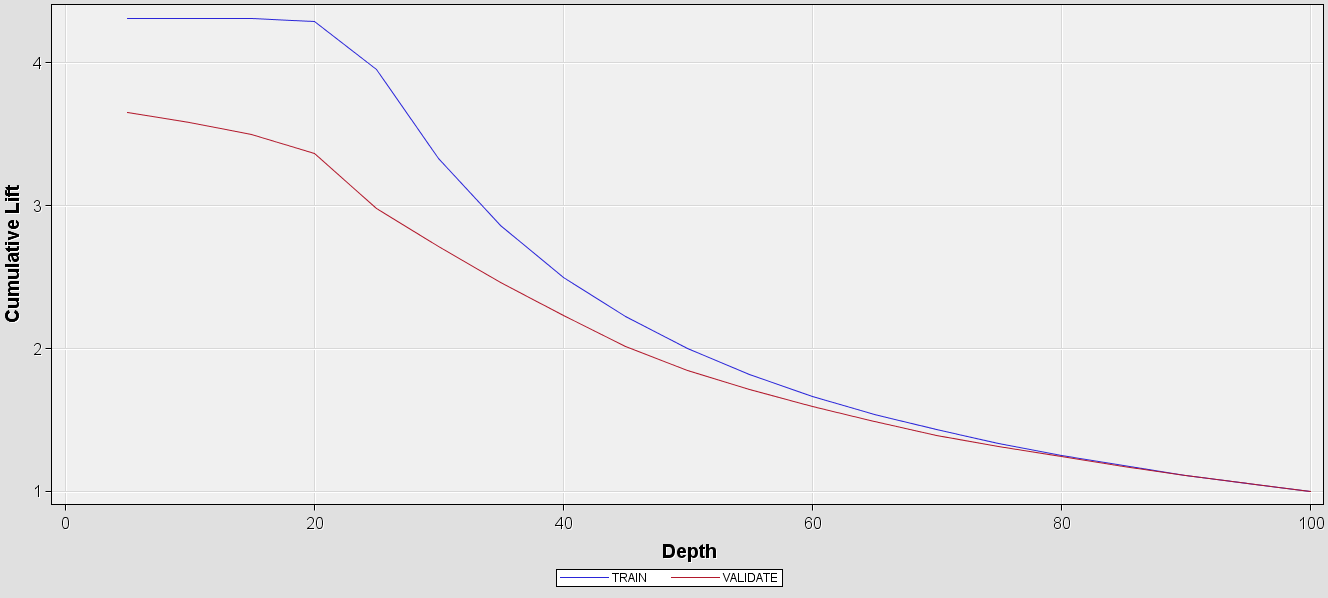 Cumulative Lift
4
3
2
1
0 20 40 60 80 100
Depth
TRAIN VALIDATE